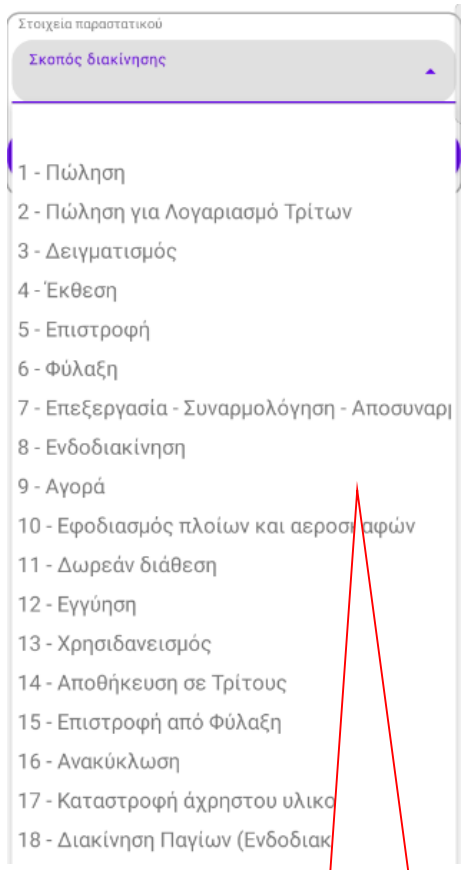 Στοιχεία παραστατικού
Σκοπός διακίνησης
1 - Πώληση
2 - Πώληση για Λογαριασμό Τρίτων
3 - Δειγματισμός
4 - Έκθεση
5 - Επιστροφή
6 - Φύλαξη
7 - Επεξεργασία - Συναρμολόγηση - Αποσυναρμ
8 - Ενδοδιακίνηση
9 - Αγορά
10 - Εφοδιασμός πλοίων και αεροσκαφών
11 - Δωρεάν διάθεση
12 - Εγγύηση
13 - Χρησιδανεισμός
14 - Αποθήκευση σε Τρίτους
15 - Επιστροφή από Φύλαξη
16 - Ανακύκλωση
17 - Καταστροφή άχρηστου υλικο
18 - Διακίνηση Παγίων (Ενδοδιακ